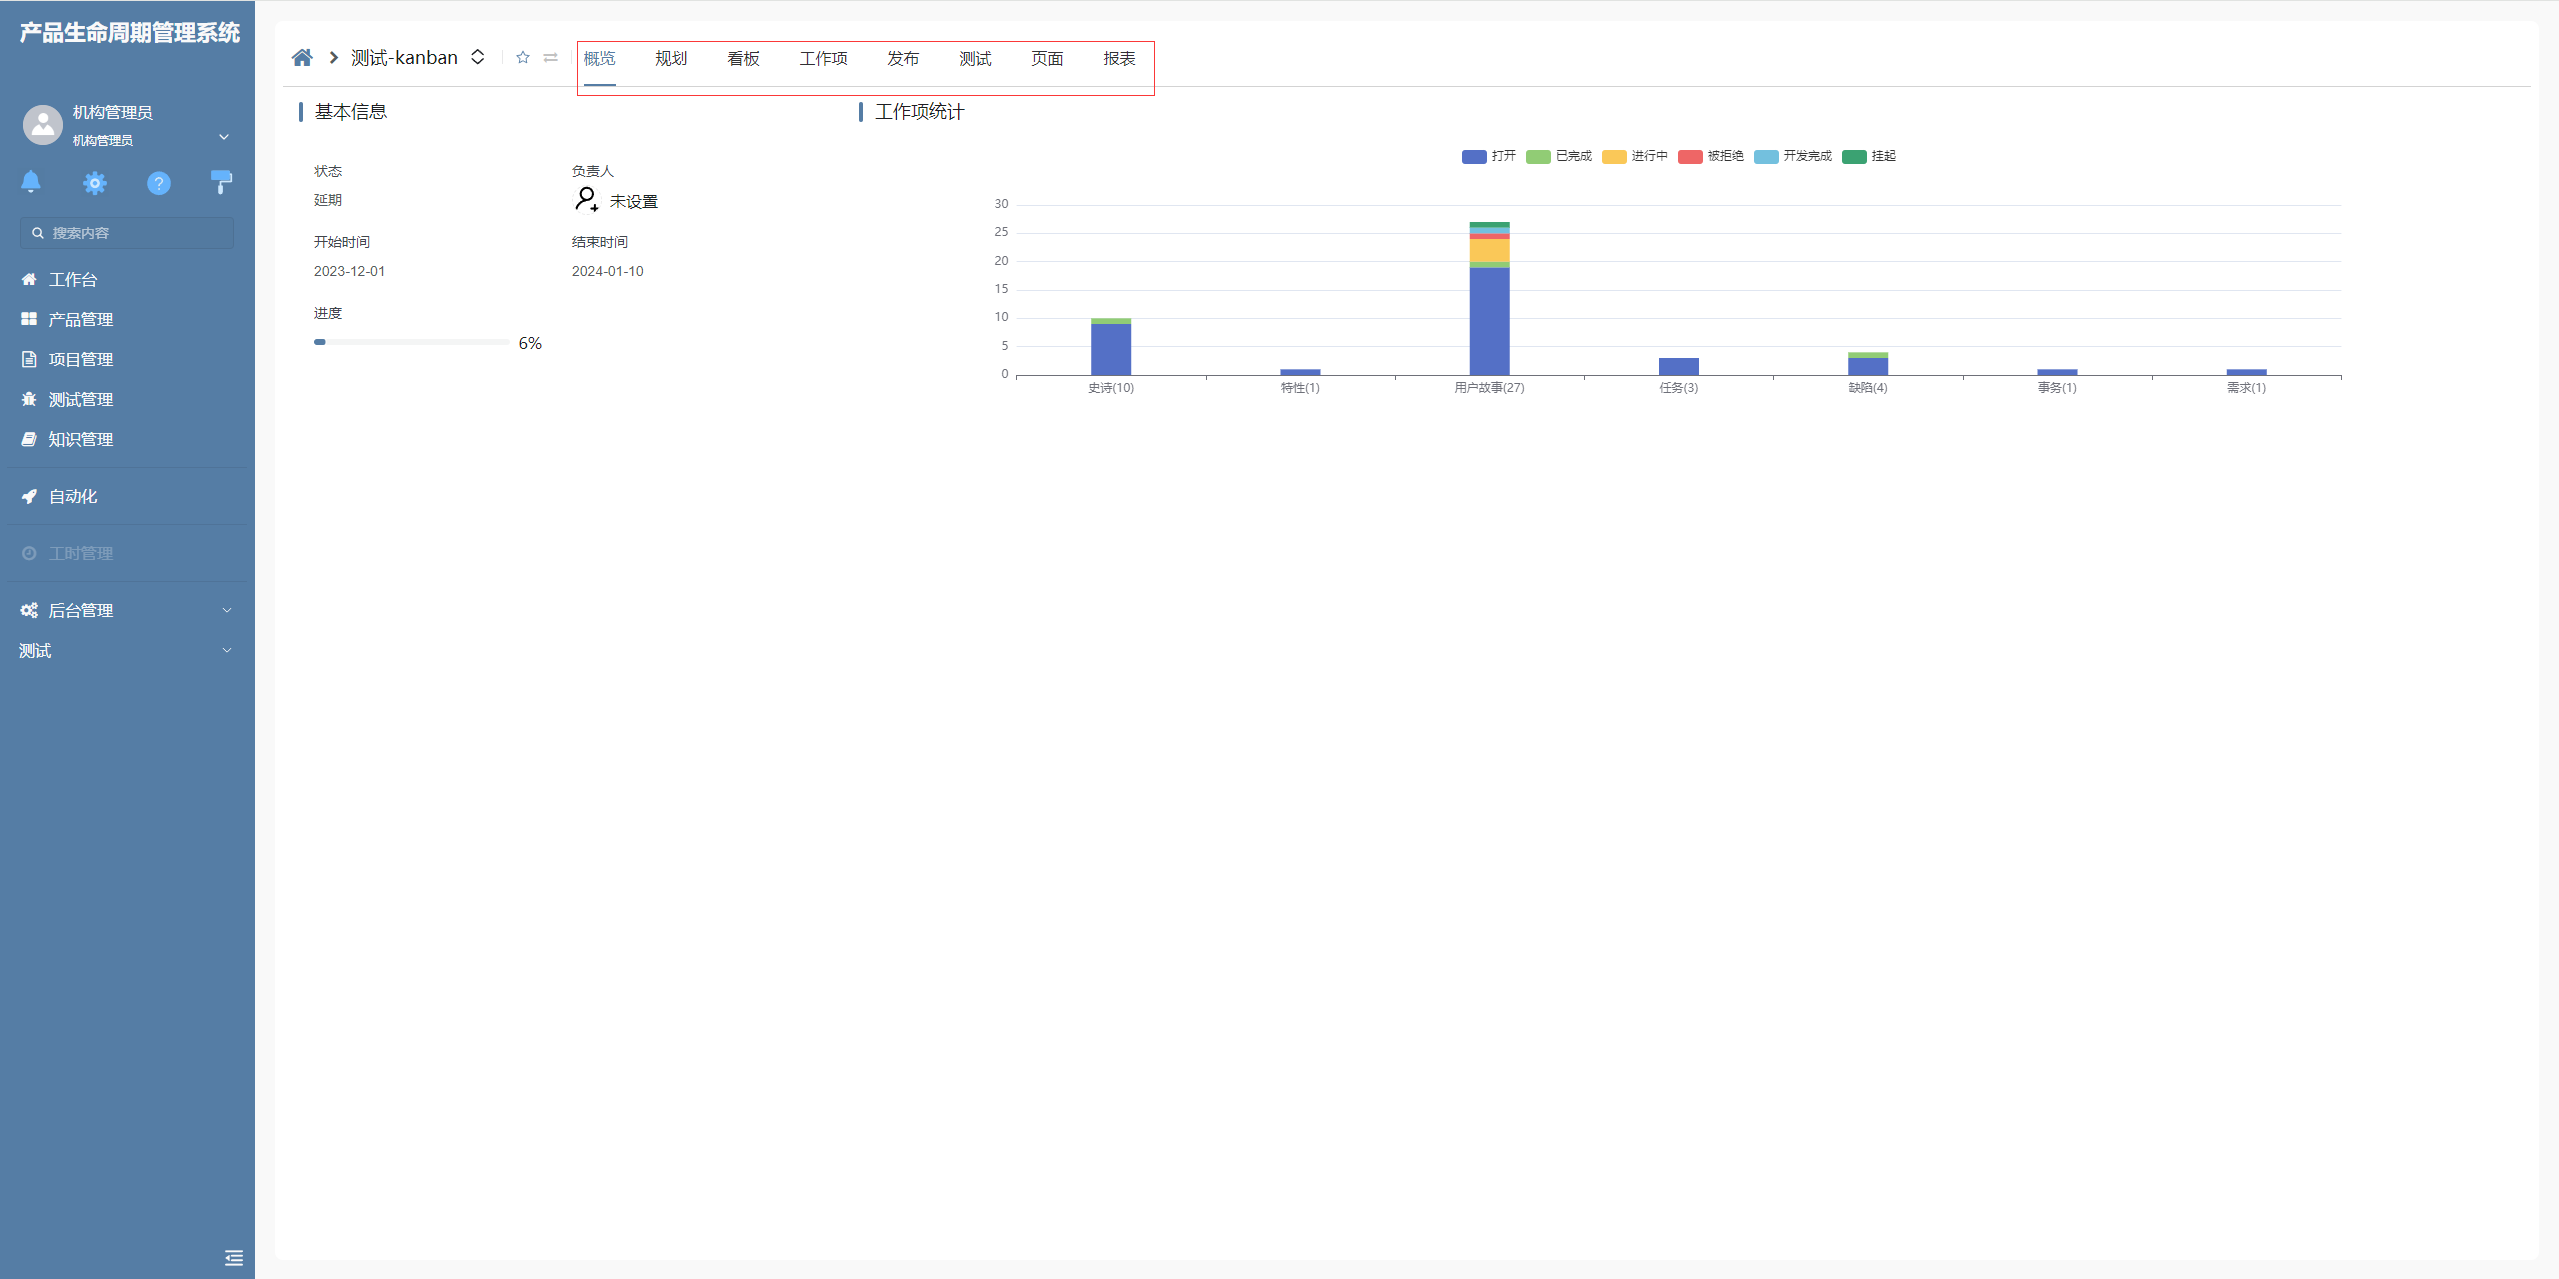 产品生命周期管理系统
机构管理员
机构管理员
搜索内容
工作台
产品管理
项目管理
测试管理
知识管理
自动化
工时管理
后台管理
测试
测试-kanban
概览 规划 看板 工作项 发布 测试 页面 报表
基本信息
状态 负责人
延期 未设置
开始时间 结束时间
2023-12-01 2024-01-10
进度
6%
工作项统计
打开 已完成 进行中 被拒绝 开发完成 挂起
30
25
20
15
10
5
0
史诗(10) 特性(1) 用户故事(27) 任务(3) 缺陷(4) 事务(1) 需求(1)